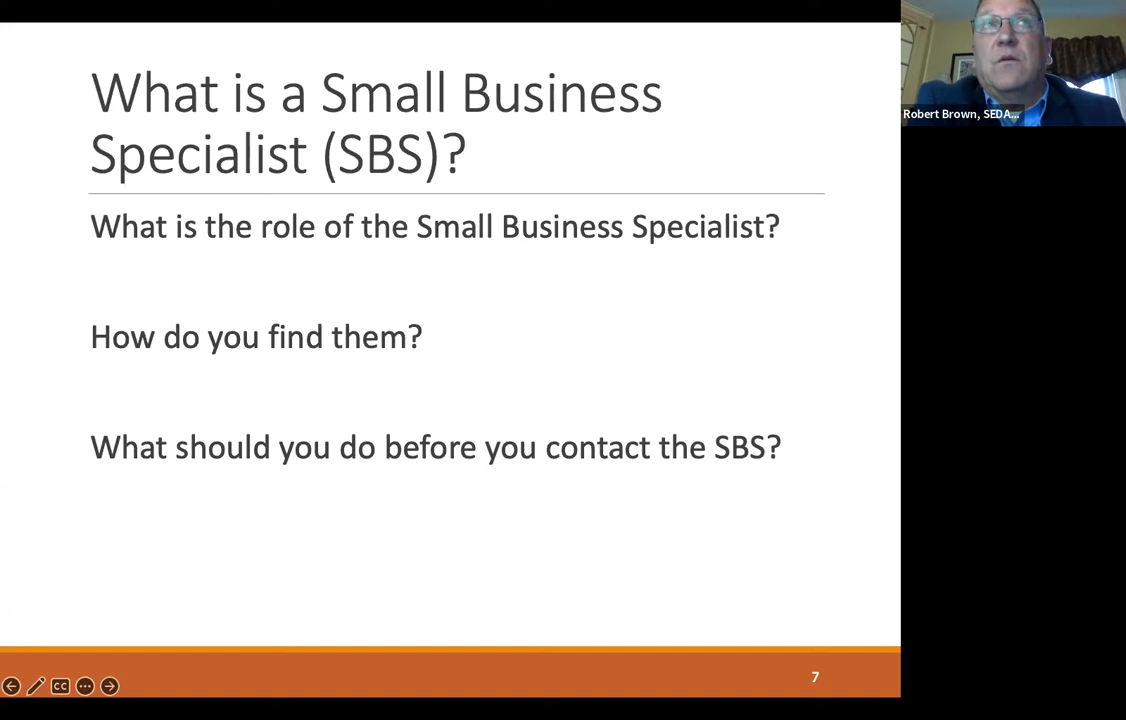 What is a Small Business
Specialist (SBS)?
What is the role of the Small Business Specialist?
How do you find them?
What should you do before you contact the SBS?
7
CC
Robert Brown, SEDA...